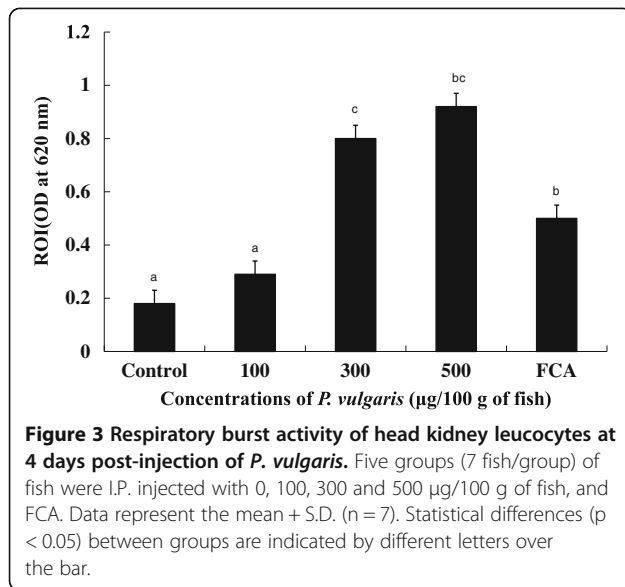 1.2
1
0.8
0.6
0.4
0.2
0
ROI(OD at 620 nm)
a
a
c
bc
b
Control 100 300 500 FCA
Concentrations of P. vulgaris (µg/100 g of fish)
Figure 3 Respiratory burst activity of head kidney leucocytes at
4 days post-injection of P. vulgaris. Five groups (7 fish/group) of
fish were I.P. injected with 0, 100, 300 and 500 µg/100 g of fish, and
FCA. Data represent the mean + S.D. (n = 7). Statistical differences (p
< 0.05) between groups are indicated by different letters over
the bar.